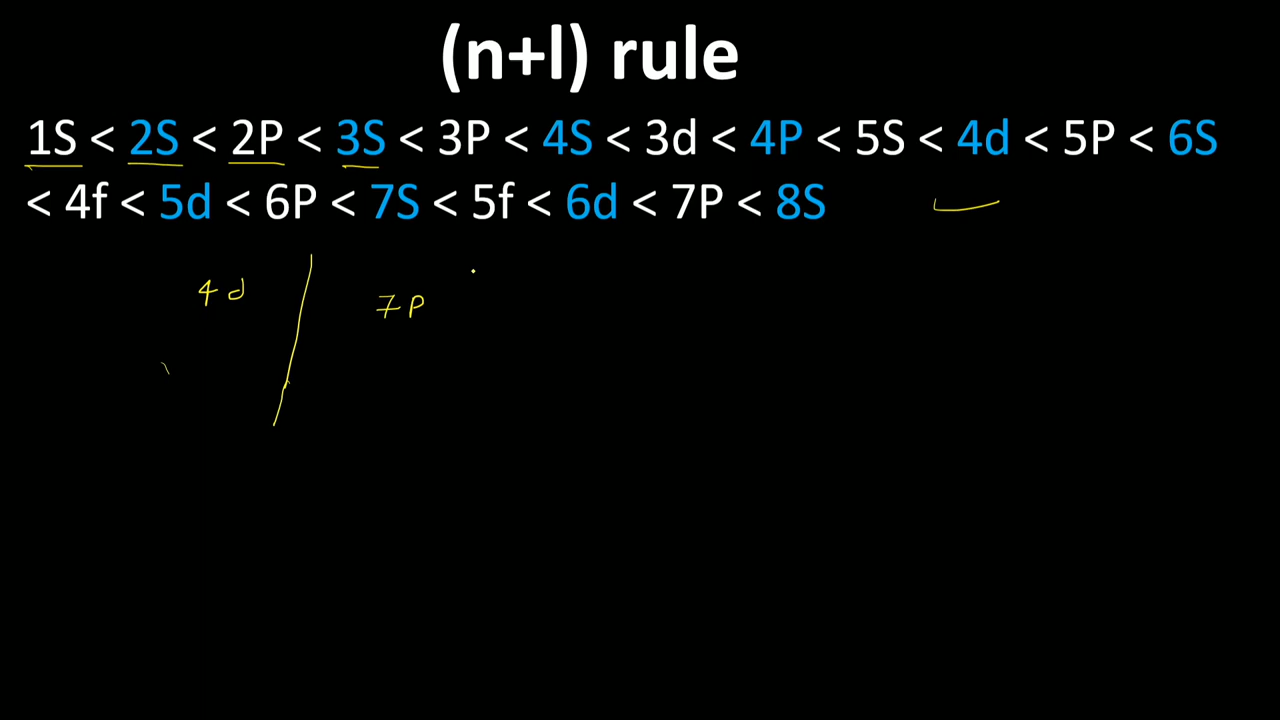 (n+l) rule
1S < 2S < 2P < 3S < 3P < 4S < 3d < 4P < 5S < 4d < 5P < 6S
< 4f < 5d < 6P < 7S < 5f < 6d < 7P < 8S
4d 7P